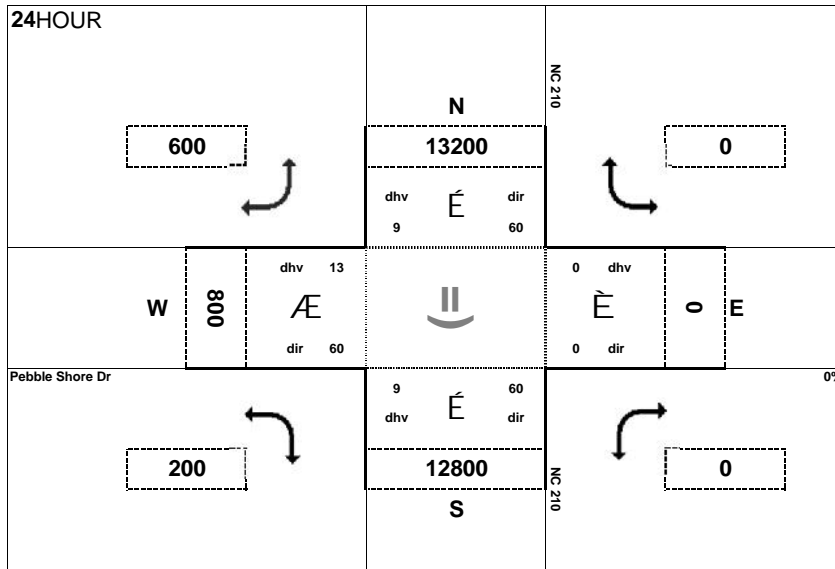 24HOUR
NC 210
N
600 13200 0
dhv É dir
9 60
dhv 13 0 dhv
W 800 Æ È 0 E
dir 60 0 dir
Pebble Shore Dr 0%
9 É 60
dhv dir
200 12800 0
NC 210
S